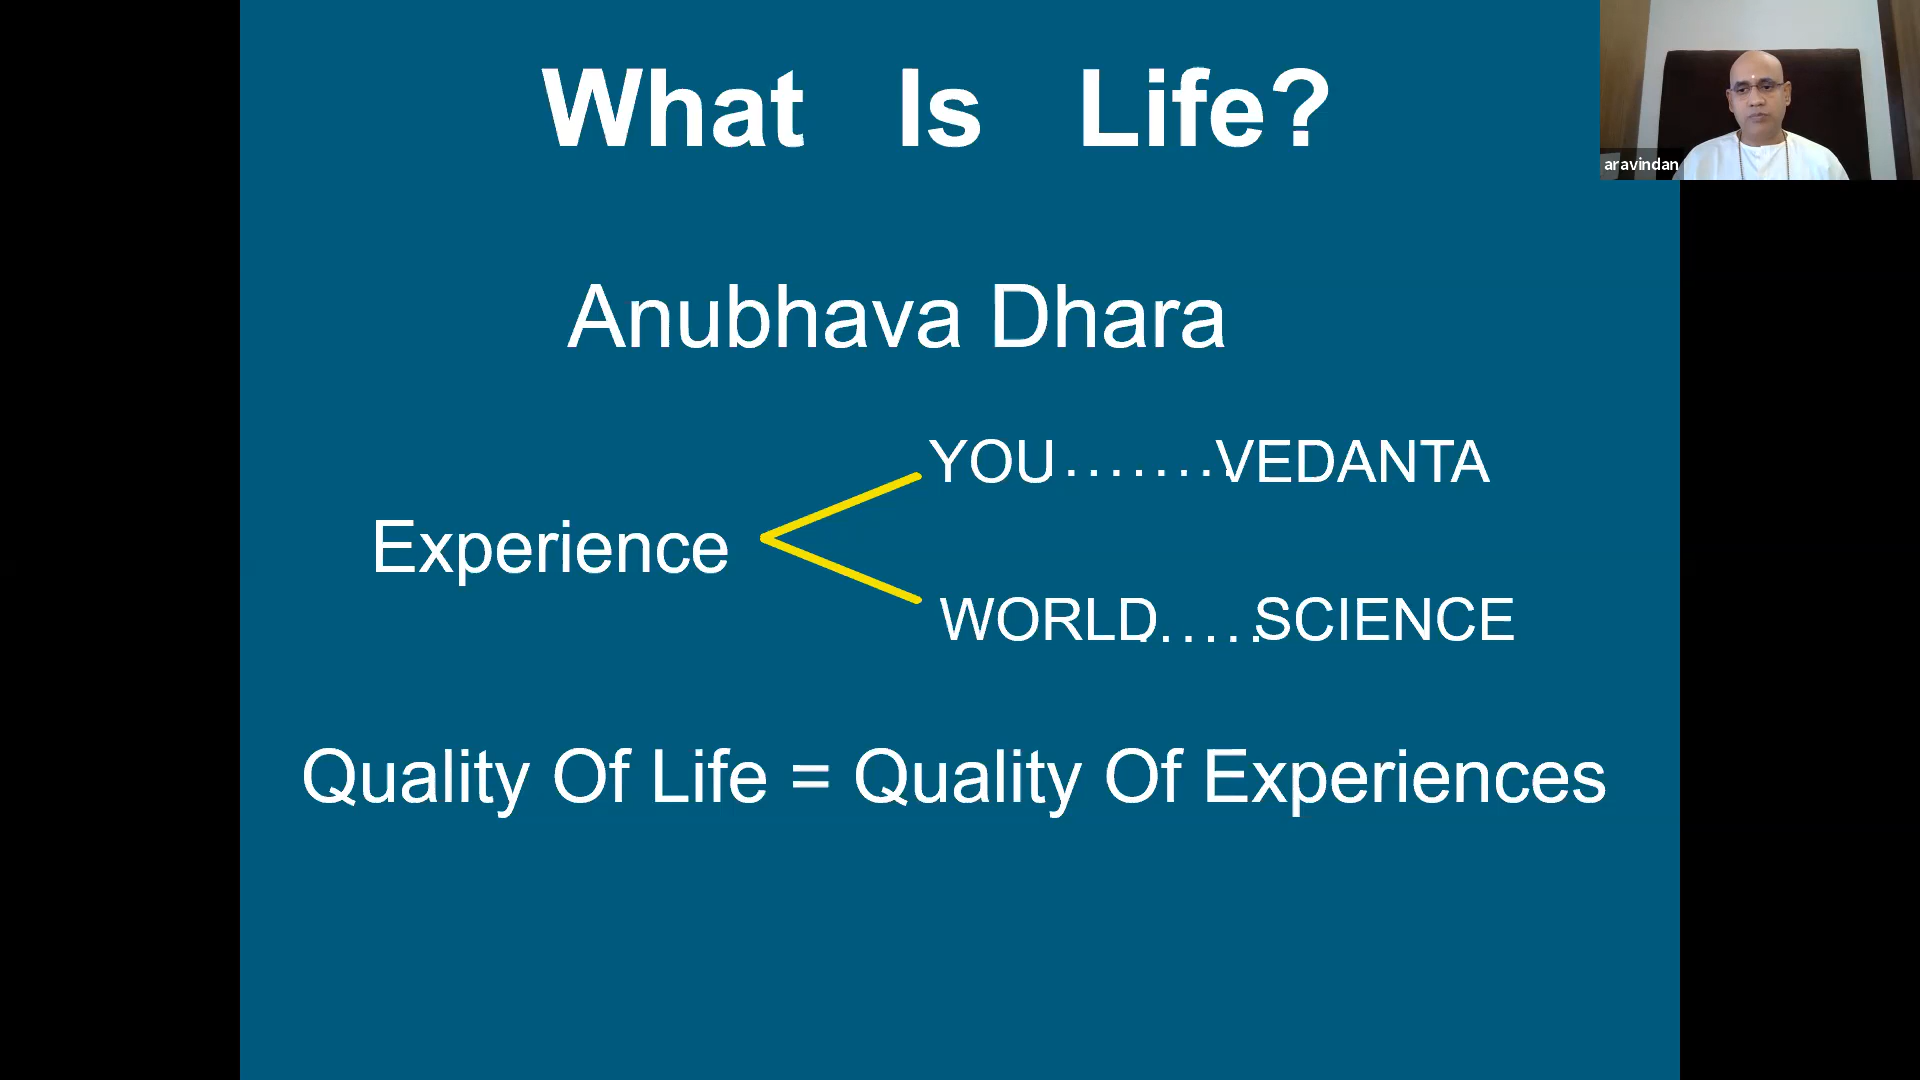 What Is Life?
aravindan
Anubhava Dhara
YOU.......VEDANTA
Experience
WORLD.....SCIENCE
Quality Of Life = Quality Of Experiences